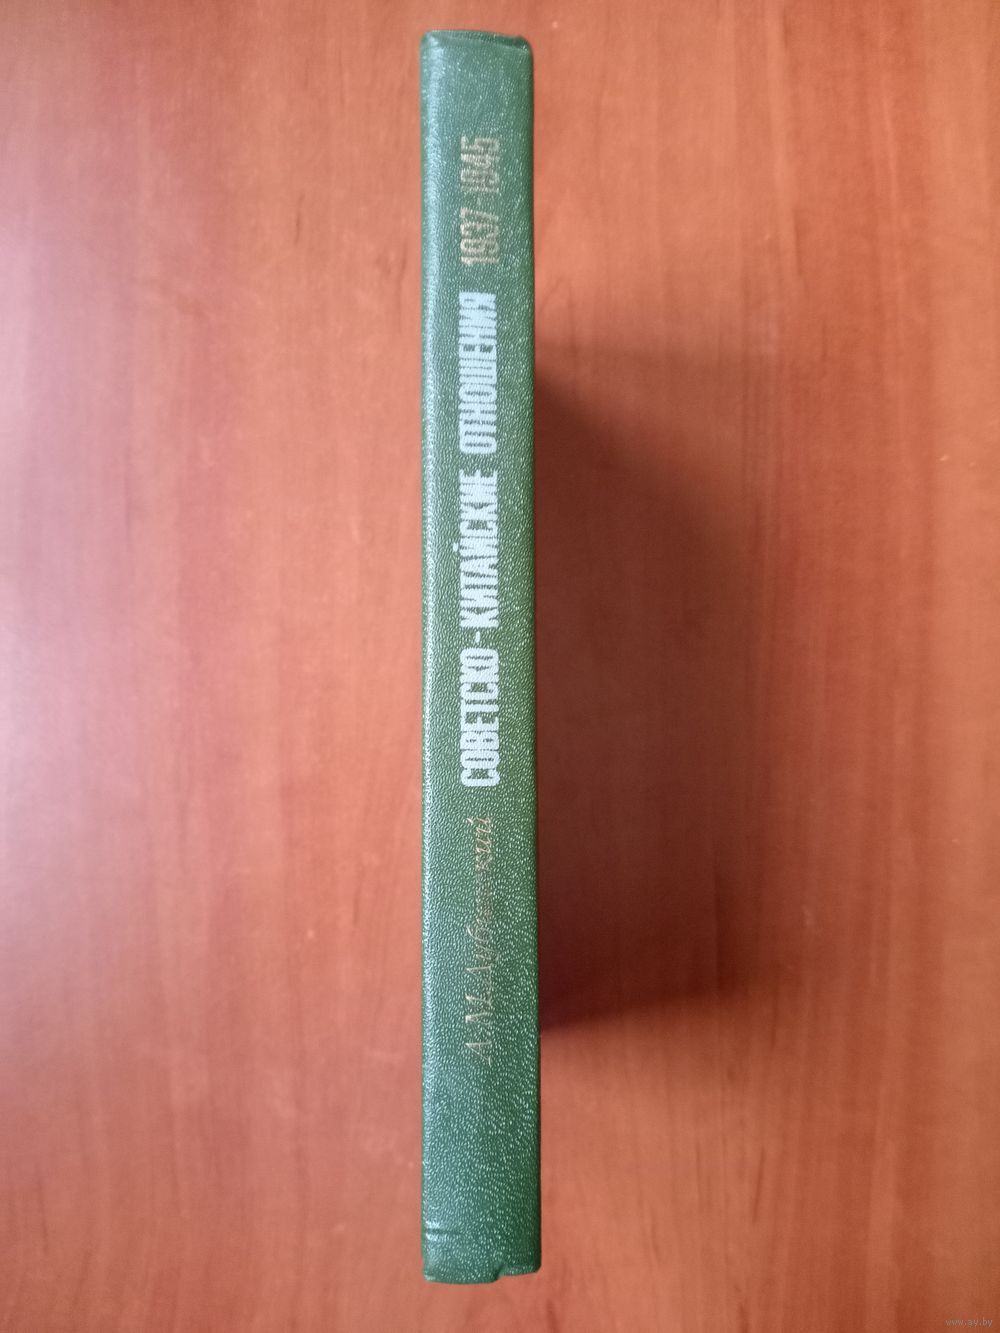 А.М. Дубинский СОВЕТСКО-КИТАЙСКИЕ ОТНОШЕНИЯ 1937-1945
www.ay.by